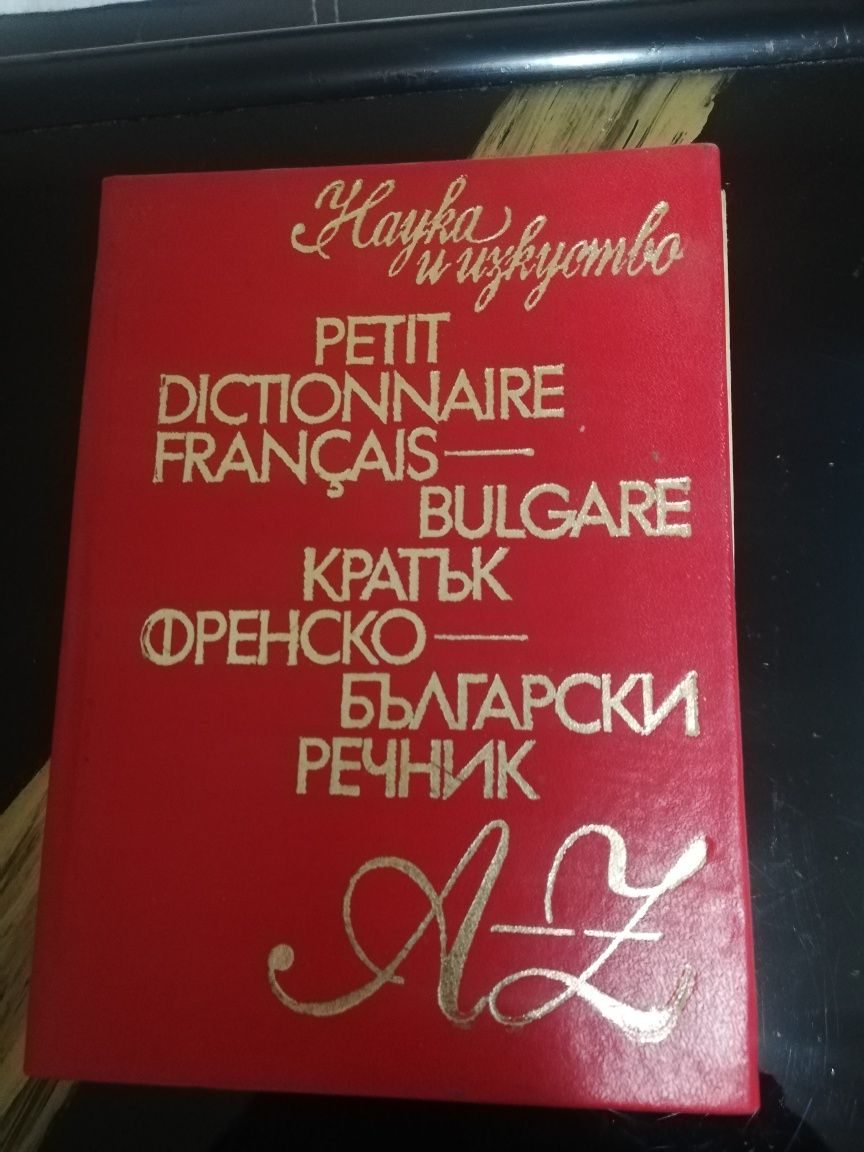 Наука
и изкуство
PETIT
DICTIONNAIRE
FRANÇAIS—
BULGARE
КРАТЪК
ФРЕНСКО—
БЪЛГАРСКИ
РЕЧНИК
A–Z